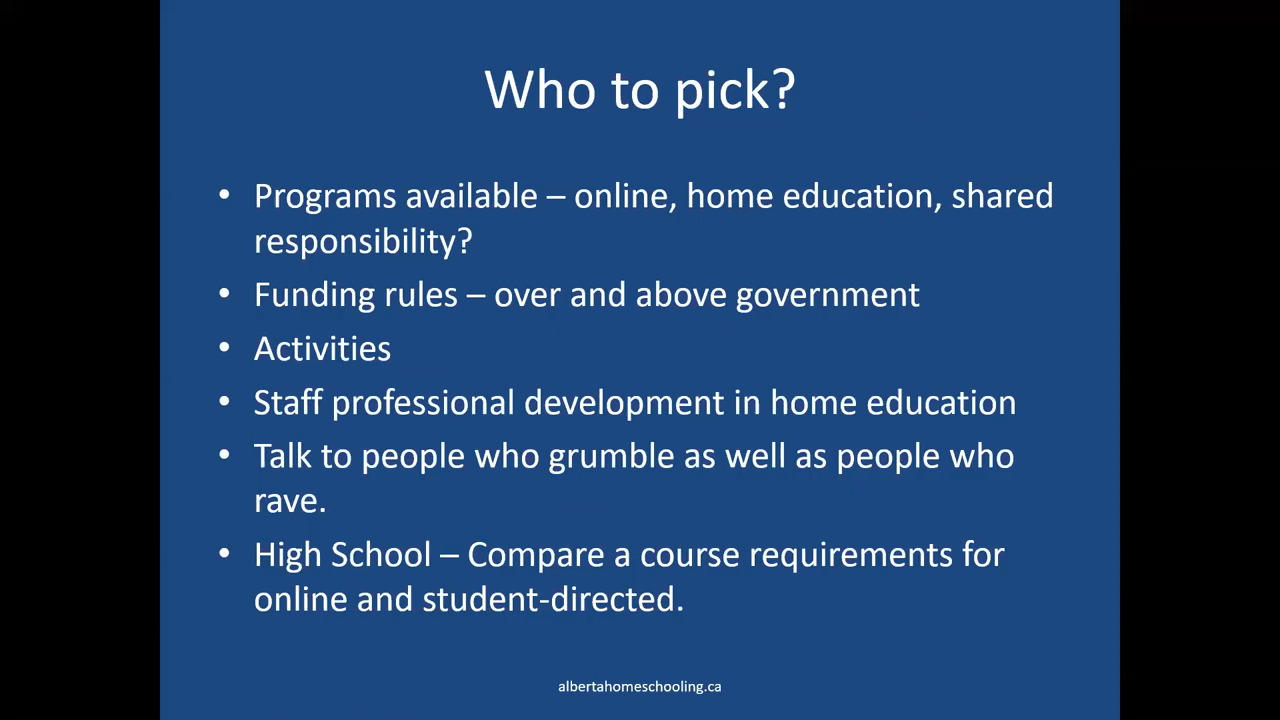 Who to pick?
• Programs available – online, home education, shared
responsibility?
• Funding rules – over and above government
• Activities
• Staff professional development in home education
• Talk to people who grumble as well as people who
rave.
• High School – Compare a course requirements for
online and student-directed.
albertahomeschooling.ca